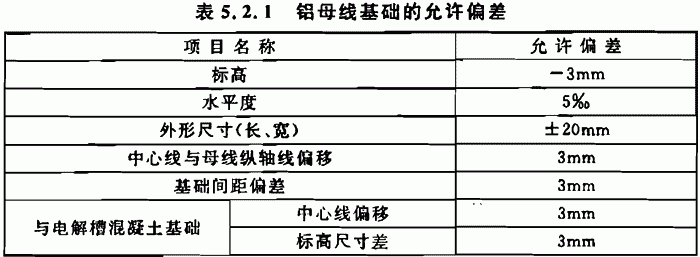 表 5.2.1 铝母线基础的允许偏差
项目名称 允许偏差
标高 －3mm
水平度 5‰
外形尺寸(长、宽) ±20mm
中心线与母线纵轴线偏移 3mm
基础间距偏差 3mm
与电解槽混凝土基础 中心线偏移 3mm
标高尺寸差 3mm